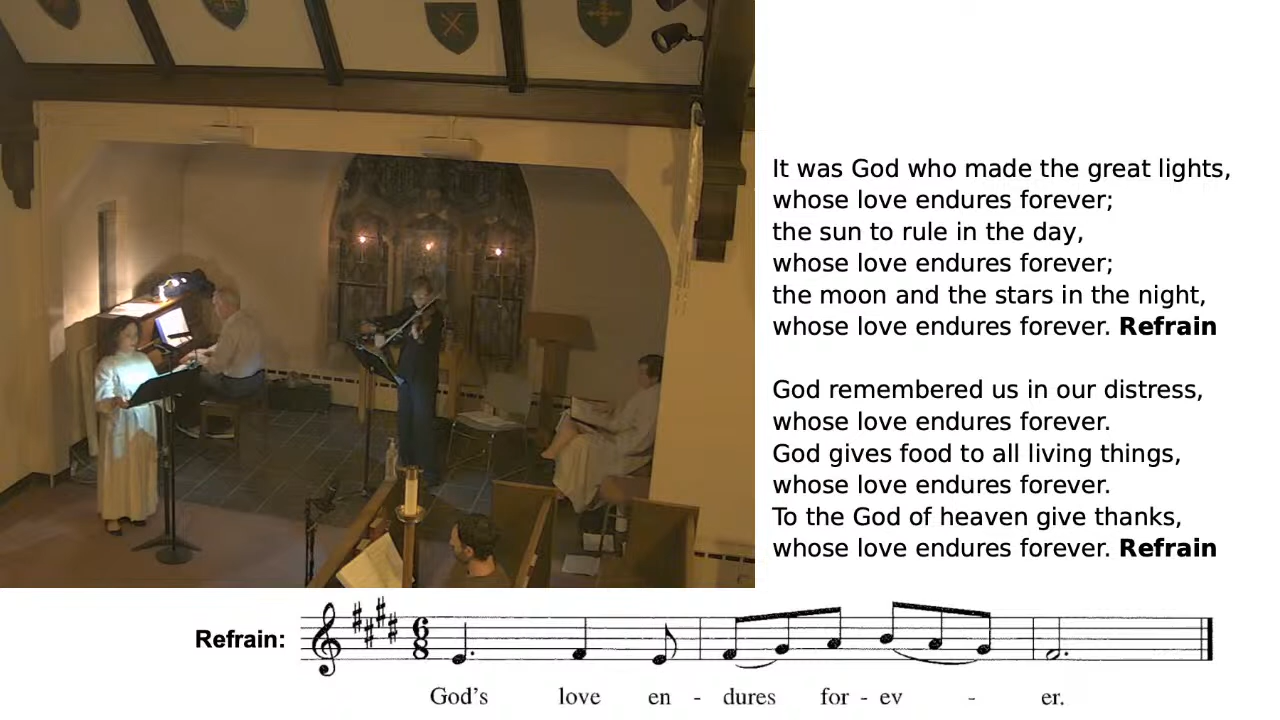 It was God who made the great lights,
whose love endures forever;
the sun to rule in the day,
whose love endures forever;
the moon and the stars in the night,
whose love endures forever. Refrain
God remembered us in our distress,
whose love endures forever.
God gives food to all living things,
whose love endures forever.
To the God of heaven give thanks,
whose love endures forever. Refrain
Refrain:
6
8
God's love en - dures for - ev - er.